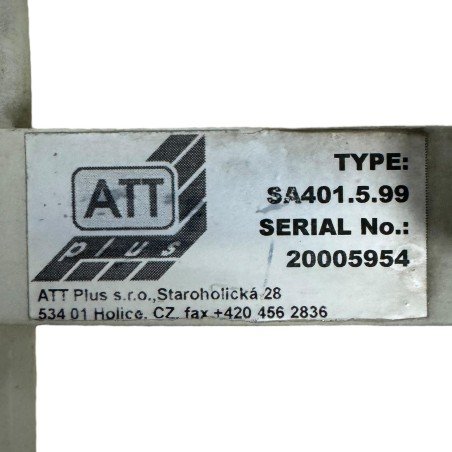 ATT
plus
TYPE:
SA401.5.99
SERIAL No.:
20005954
ATT Plus s.r.o.,Staroholická 28
534 01 Holice, CZ, fax +420 456 2836